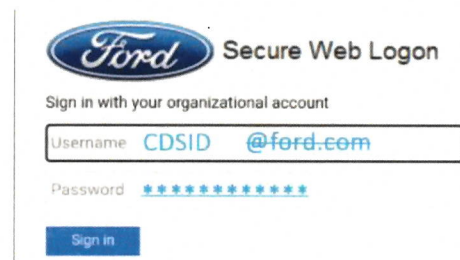 Ford Secure Web Logon
Sign in with your organizational account
Username CDSID @ford.com
Password ************
Sign in